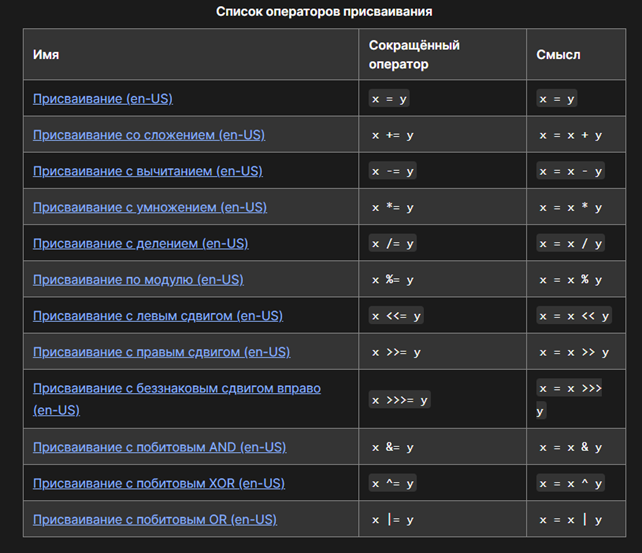 Список операторов присваивания
Имя Сокращённый оператор Смысл
Присваивание (en-US) x = y x = y
Присваивание со сложением (en-US) x += y x = x + y
Присваивание с вычитанием (en-US) x -= y x = x - y
Присваивание с умножением (en-US) x *= y x = x * y
Присваивание с делением (en-US) x /= y x = x / y
Присваивание по модулю (en-US) x %= y x = x % y
Присваивание с левым сдвигом (en-US) x <<= y x = x << y
Присваивание с правым сдвигом (en-US) x >>= y x = x >> y
Присваивание с беззнаковым сдвигом вправо (en-US) x >>>= y x = x >>> y
Присваивание с побитовым AND (en-US) x &= y x = x & y
Присваивание с побитовым XOR (en-US) x ^= y x = x ^ y
Присваивание с побитовым OR (en-US) x |= y x = x | y